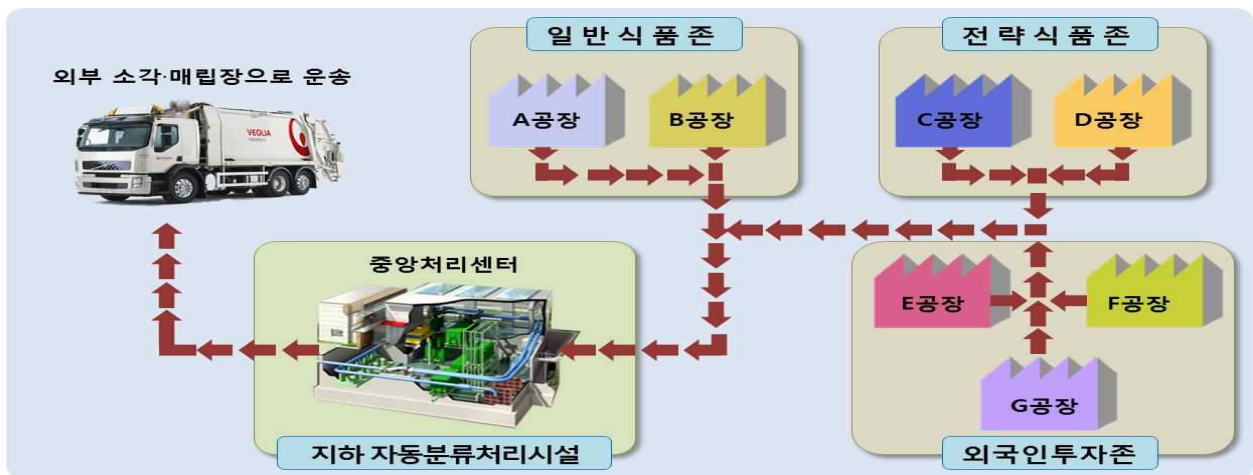 일반식품존
전략식품존
외부 소각·매립장으로 운송
VEOLIA
A공장
B공장
C공장
D공장
중앙처리센터
E공장
F공장
G공장
지하 자동분류처리시설
외국인투자존